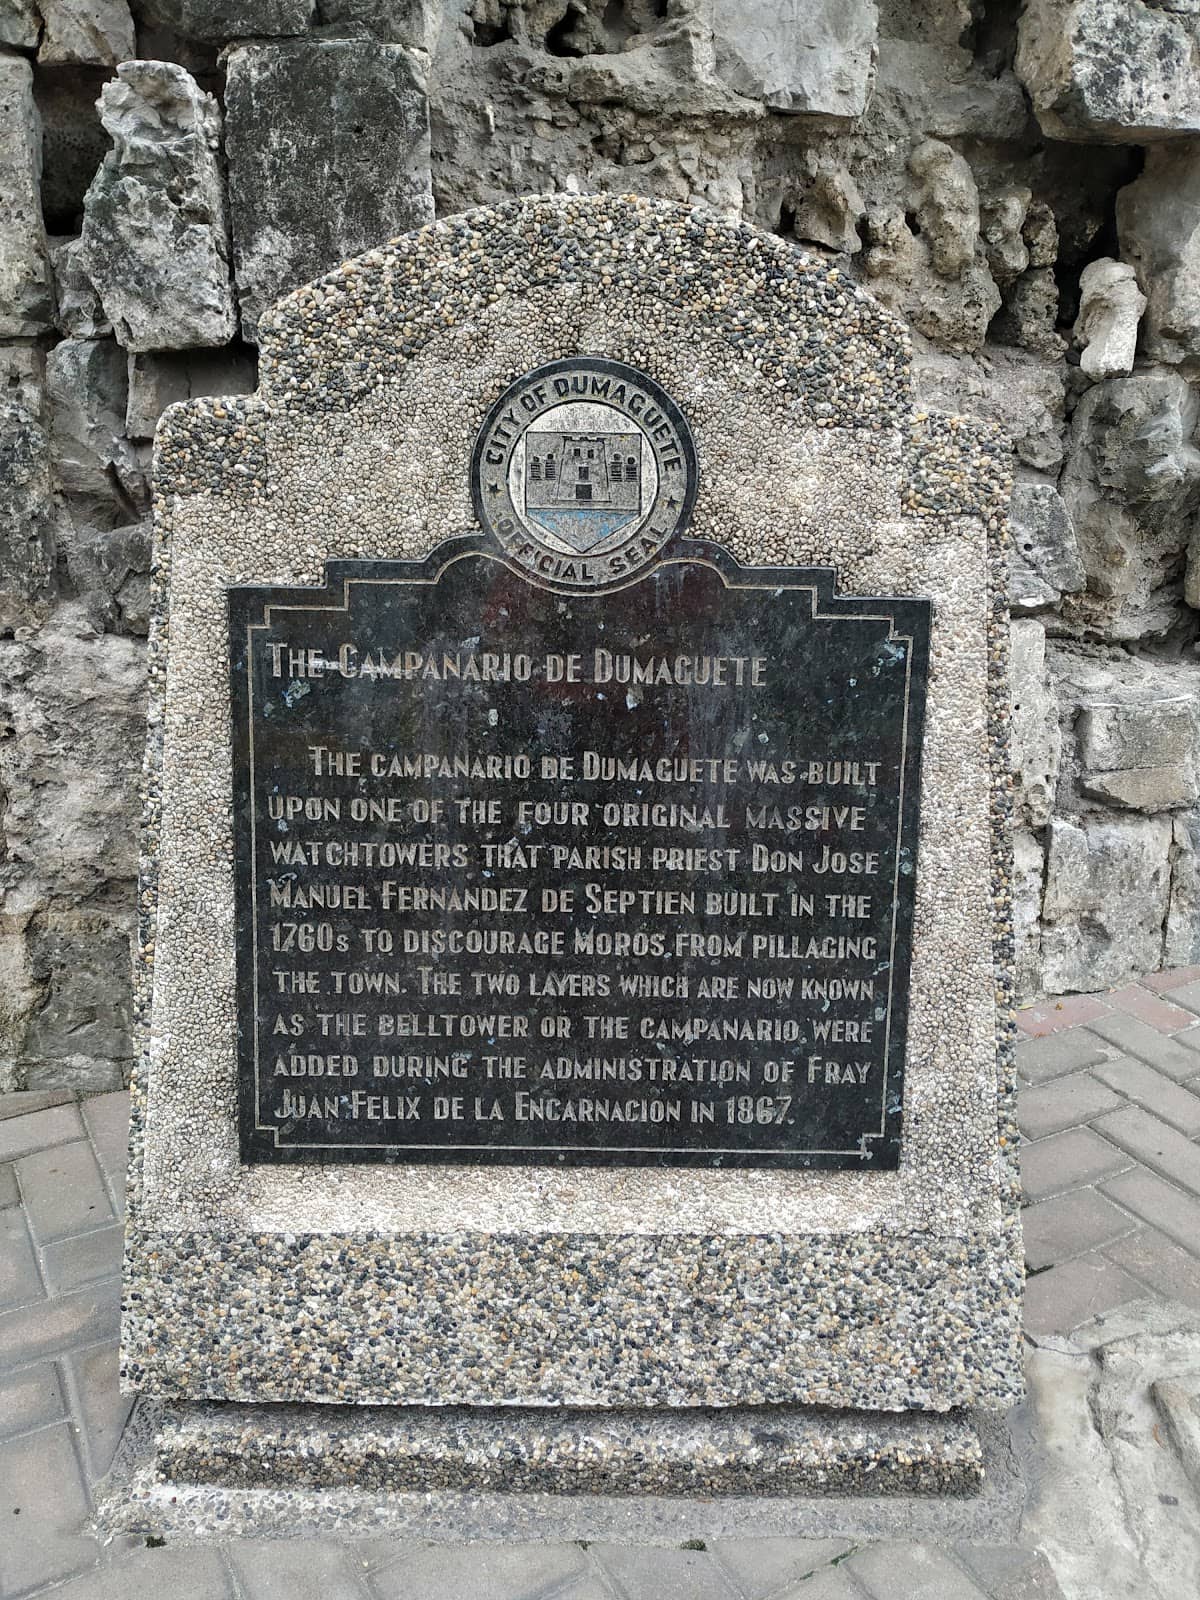 CITY OF DUMAGUETE
OFFICIAL SEAL
THE CAMPANARIO DE DUMAGUETE
THE CAMPANARIO DE DUMAGUETE WAS BUILT
UPON ONE OF THE FOUR ORIGINAL MASSIVE
WATCHTOWERS THAT PARISH PRIEST DON JOSE
MANUEL FERNANDEZ DE SEPTIEN BUILT IN THE
1760s TO DISCOURAGE MOROS FROM PILLAGING
THE TOWN. THE TWO LAYERS WHICH ARE NOW KNOWN
AS THE BELLTOWER OR THE CAMPANARIO, WERE
ADDED DURING THE ADMINISTRATION OF FRAY
JUAN FELIX DE LA ENCARNACION IN 1867.